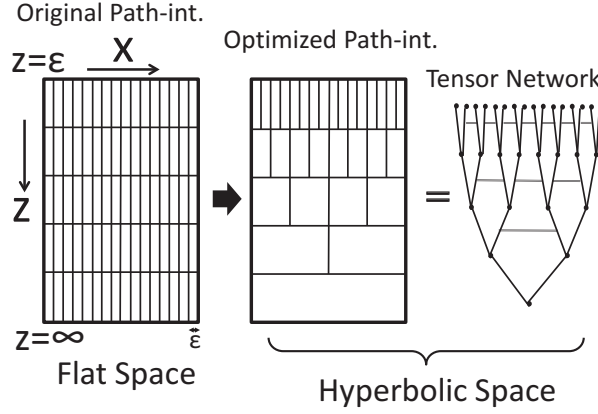 Original Path-int.
Optimized Path-int.
Tensor Network
z=ε
X
z
z=∞
ε
=
Flat Space
Hyperbolic Space